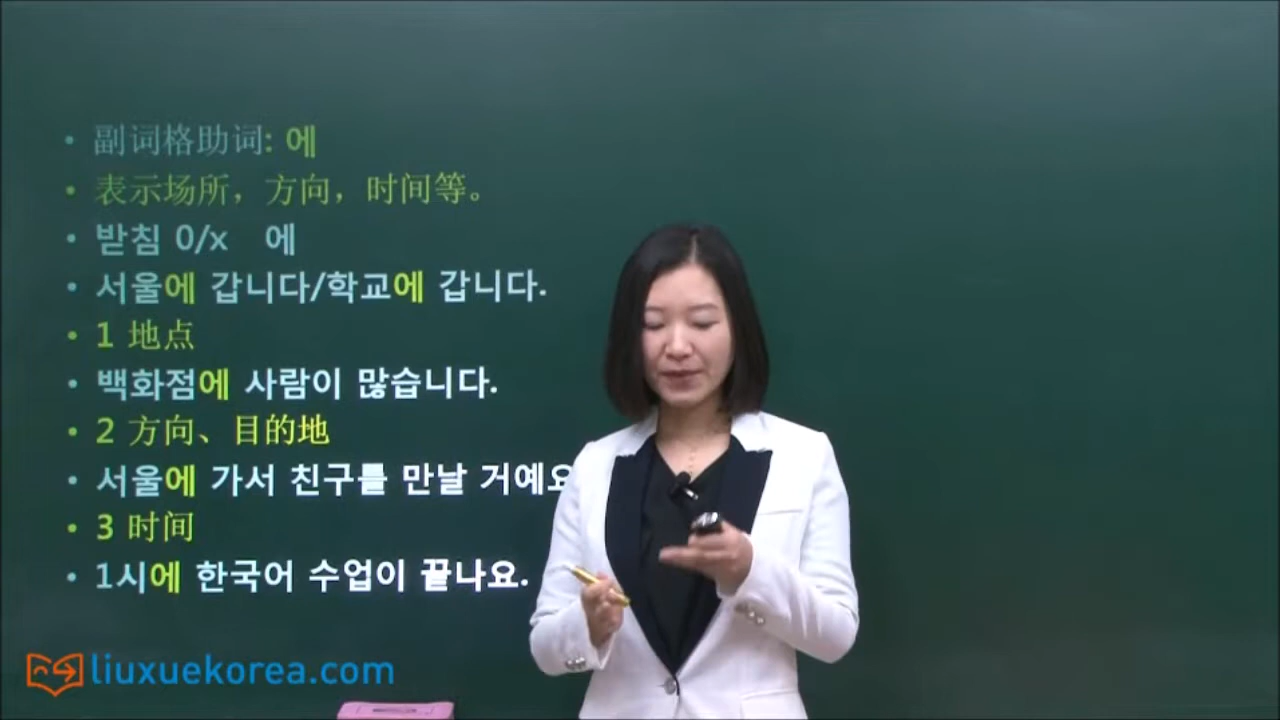 副词格助词: 에
表示场所，方向，时间等。
받침 0/x 에
서울에 갑니다/학교에 갑니다.
1 地点
백화점에 사람이 많습니다.
2 方向、目的地
서울에 가서 친구를 만날 거예요
3 时间
1시에 한국어 수업이 끝나요.
liuxuekorea.com